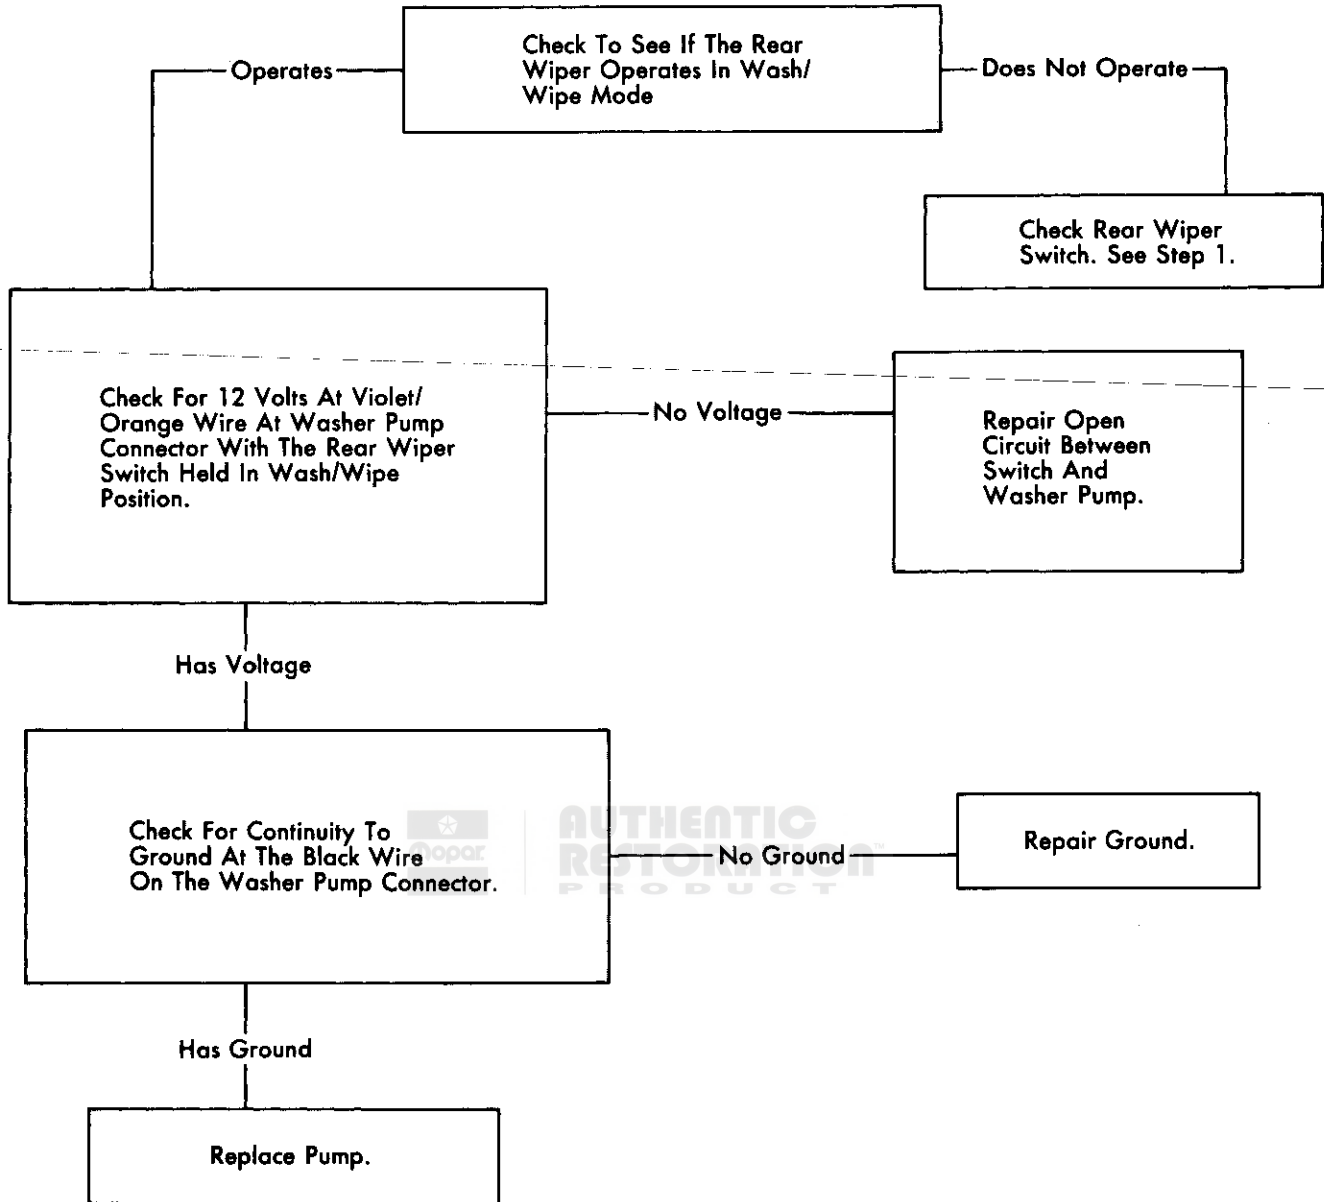 Check To See If The Rear
Wiper Operates In Wash/
Wipe Mode
Operates
Does Not Operate
Check Rear Wiper
Switch. See Step 1.
Check For 12 Volts At Violet/
Orange Wire At Washer Pump
Connector With The Rear Wiper
Switch Held In Wash/Wipe
Position.
No Voltage
Repair Open
Circuit Between
Switch And
Washer Pump.
Has Voltage
Check For Continuity To
Ground At The Black Wire
On The Washer Pump Connector.
Mopar
AUTHENTIC
RESTORATION™
PRODUCT
No Ground
Repair Ground.
Has Ground
Replace Pump.